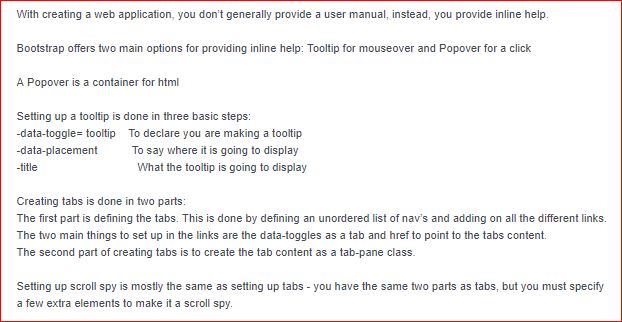 With creating a web application, you don't generally provide a user manual, instead, you provide inline help.
Bootstrap offers two main options for providing inline help: Tooltip for mouseover and Popover for a click
A Popover is a container for html
Setting up a tooltip is done in three basic steps:
-data-toggle= tooltip To declare you are making a tooltip
-data-placement To say where it is going to display
-title What the tooltip is going to display
Creating tabs is done in two parts:
The first part is defining the tabs. This is done by defining an unordered list of nav's and adding on all the different links.
The two main things to set up in the links are the data-toggles as a tab and href to point to the tabs content.
The second part of creating tabs is to create the tab content as a tab-pane class.
Setting up scroll spy is mostly the same as setting up tabs - you have the same two parts as tabs, but you must specify
a few extra elements to make it a scroll spy.